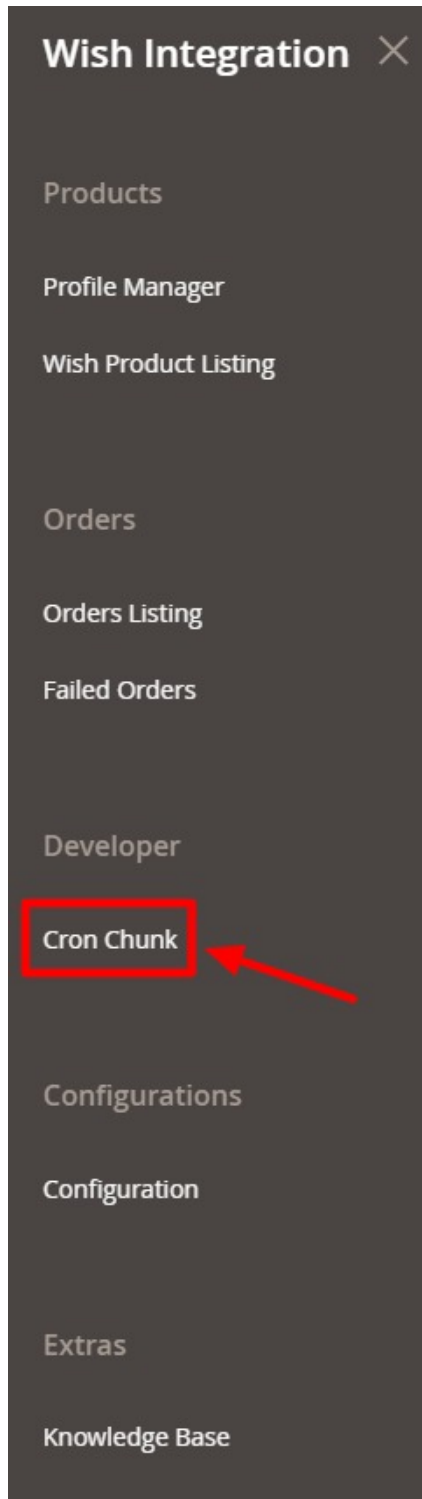 Wish Integration
Products
Profile Manager
Wish Product Listing
Orders
Orders Listing
Failed Orders
Developer
Cron Chunk
Configurations
Configuration
Extras
Knowledge Base